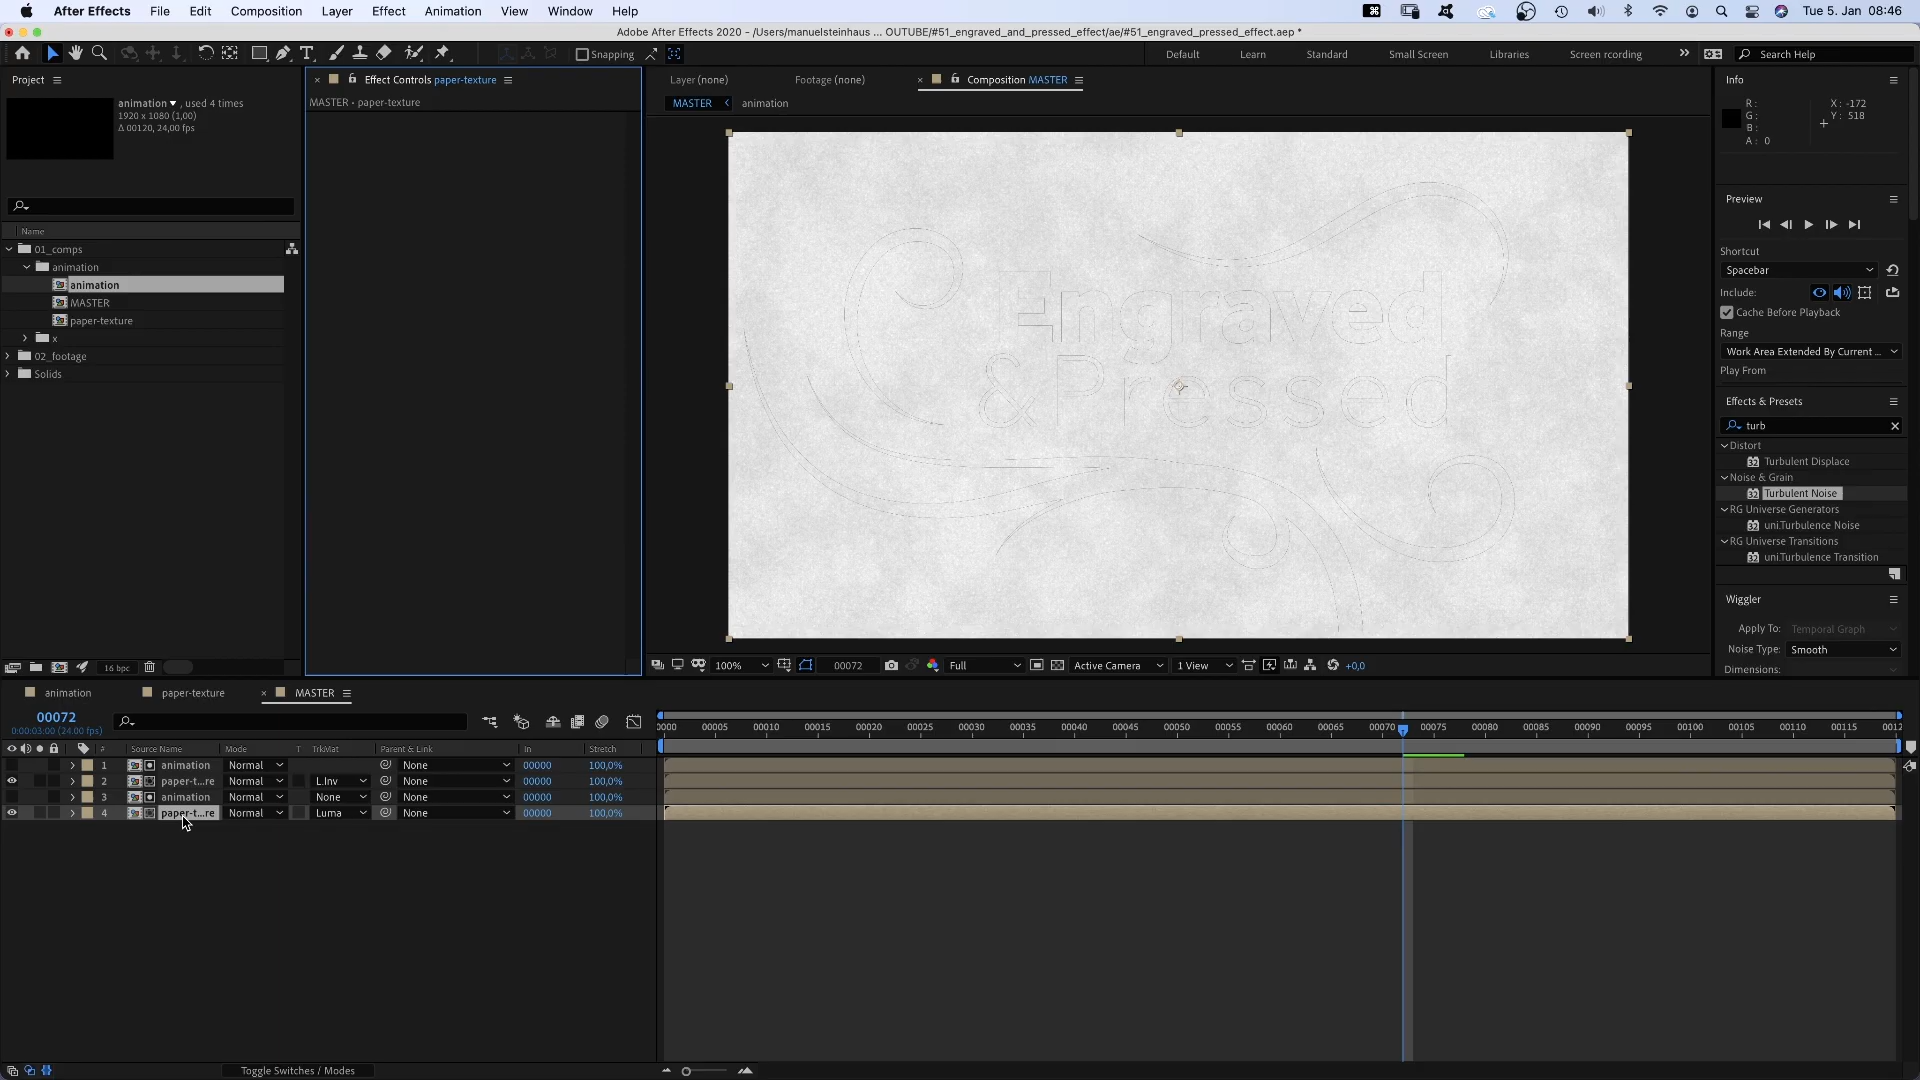 After Effects File Edit Composition Layer Effect Animation View Window Help Tue 5. Jan 08:46
Adobe After Effects 2020 - /Users/manuelsteinhaus ... OUTUBE/#51_engraved_and_pressed_effect/ae/#51_engraved_pressed_effect.aep *
Snapping Default Learn Standard Small Screen Libraries Screen rcording Search Help
Project
animation , used 4 times
1920 x 1080 (1,00)
Δ 00120, 24,00 fps
Name
01_comps
animation
animation
MASTER
paper-texture
x
02_footage
Solids
16 bpc
Effect Controls paper-texture
MASTER • paper-texture
Layer (none) Footage (none) Composition MASTER
MASTER animation
Engraved
& Pressed
100% 00072 Full Active Camera 1 View +0,0
Info
R:
G:
B:
A: 0
X: -172
Y: 518
Preview
Shortcut
Spacebar
Include:
Cache Before Playback
Range
Work Area Extended By Current ...
Play From
Effects & Presets
turb
Distort
32 Turbulent Displace
Noise & Grain
32 Turbulent Noise
RG Universe Generators
32 uni.Turbulence Noise
RG Universe Transitions
32 uni.Turbulence Transition
Wiggler
Apply To: Temporal Graph
Noise Type: Smooth
Dimensions:
animation paper-texture MASTER
00072
0:00:03:00 (24.00 fps)
# Source Name Mode T TrkMat Parent & Link In Stretch
1 animation Normal None 00000 100,0%
2 paper-t...re Normal L.Inv None 00000 100,0%
3 animation Normal None None 00000 100,0%
4 paper-t...re Normal Luma None 00000 100,0%
0000 00005 00010 00015 00020 00025 00030 00035 00040 00045 00050 00055 00060 00065 00070 00075 00080 00085 00090 00095 00100 00105 00110 00115 0012
Toggle Switches / Modes